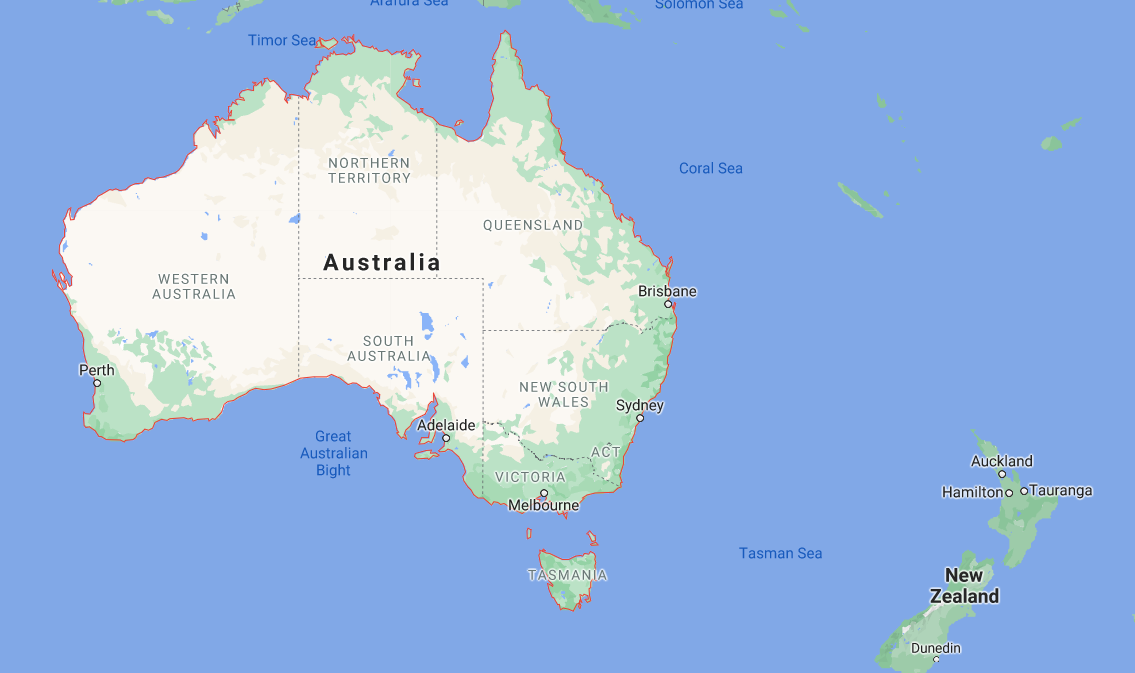 Arafura Sea
Solomon Sea
Timor Sea
NORTHERN
TERRITORY
Coral Sea
QUEENSLAND
Australia
WESTERN
AUSTRALIA
Brisbane
SOUTH
AUSTRALIA
Perth
NEW SOUTH
WALES
Sydney
Adelaide
Great
Australian
Bight
ACT
VICTORIA
Melbourne
Auckland
Hamilton
Tauranga
Tasman Sea
TASMANIA
New
Zealand
Dunedin